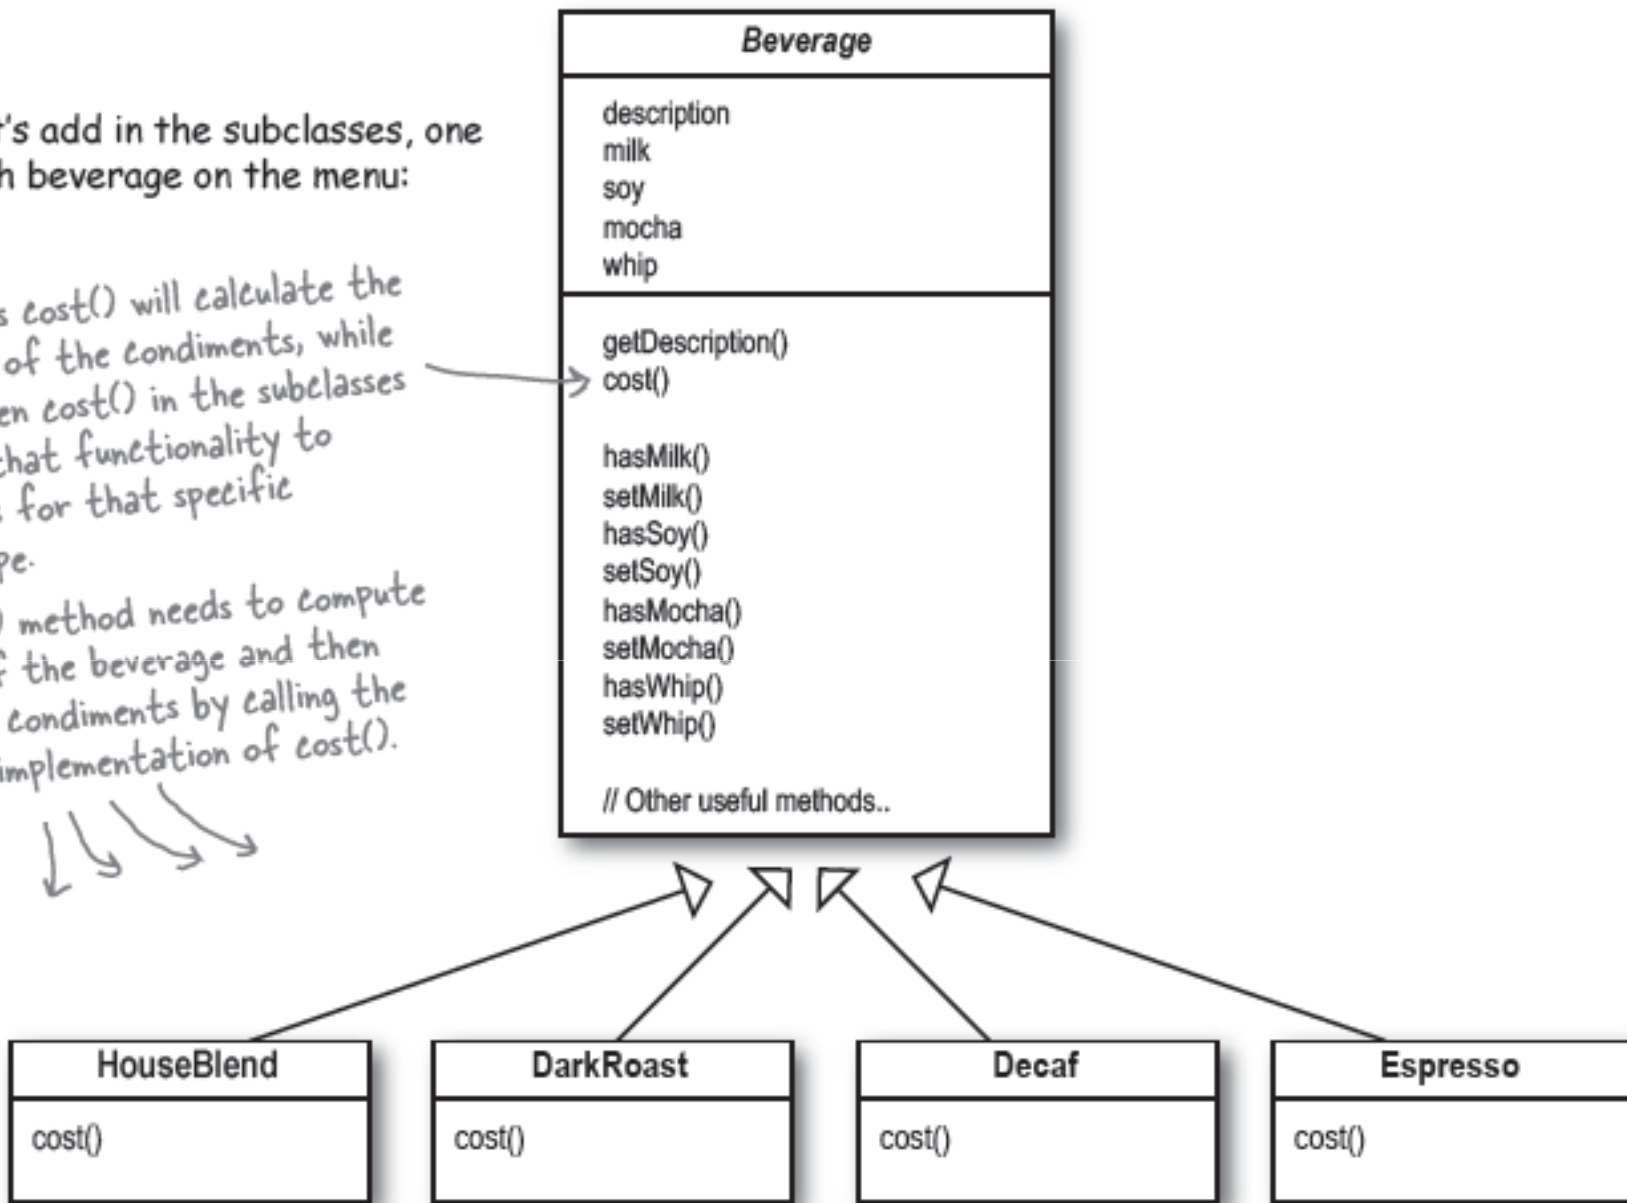 t's add in the subclasses, one
h beverage on the menu:
s cost() will calculate the
of the condiments, while
en cost() in the subclasses
that functionality to
for that specific
pe.
) method needs to compute
f the beverage and then
condiments by calling the
implementation of cost().
Beverage
description
milk
soy
mocha
whip
getDescription()
cost()
hasMilk()
setMilk()
hasSoy()
setSoy()
hasMocha()
setMocha()
hasWhip()
setWhip()
// Other useful methods..
HouseBlend
cost()
DarkRoast
cost()
Decaf
cost()
Espresso
cost()